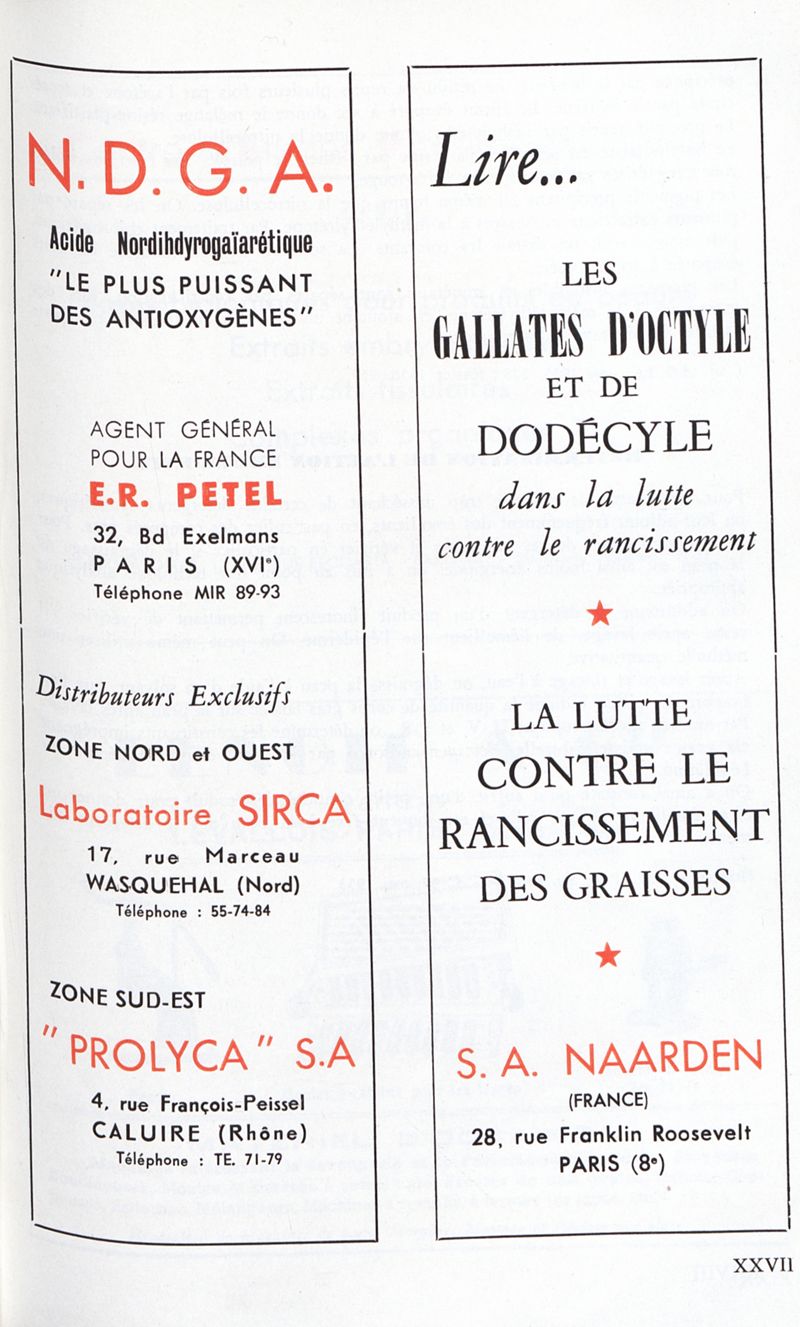 N. D. G. A.
Acide Nordihdyrogaïarétique
"LE PLUS PUISSANT
DES ANTIOXYGÈNES"
AGENT GÉNÉRAL
POUR LA FRANCE
E.R. PETEL
32, Bd Exelmans
PARIS (XVIe)
Téléphone MIR 89-93
Distributeurs Exclusifs
ZONE NORD et OUEST
Laboratoire SIRCA
17, rue Marceau
WASQUEHAL (Nord)
Téléphone : 55-74-84
ZONE SUD-EST
"PROLYCA" S.A
4, rue François-Peissel
CALUIRE (Rhône)
Téléphone : TE. 71-79
Lire...
LES
GALLATES D'OCTYLE
ET DE
DODÉCYLE
dans la lutte
contre le rancissement
LA LUTTE
CONTRE LE
RANCISSEMENT
DES GRAISSES
S. A. NAARDEN
(FRANCE)
28, rue Franklin Roosevelt
PARIS (8e)
XXVII